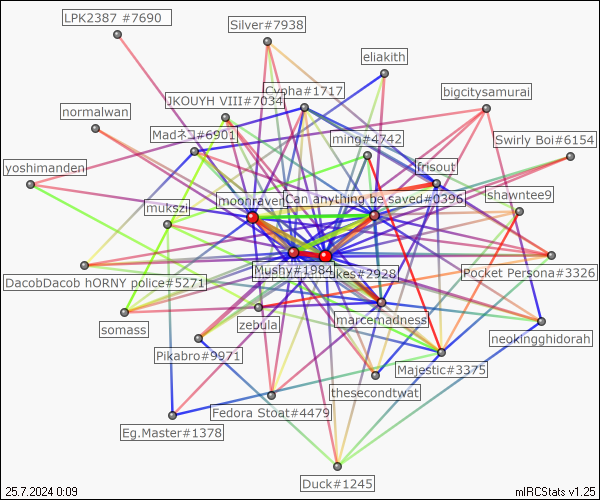 LPK2387 #7690
Silver#7938
eliakith
Cypha#1717
bigcitysamurai
JKOUYH VIII#7034
normalwan
Madネコ#6901
ming#4742
Swirly Boi#6154
yoshimanden
frisout
moonraven
Can anything be saved#0396
shawntee9
mukszi
Mushy#1984
akes#2928
Pocket Persona#3326
DacobDacob hORNY police#5271
somass
zebula
marcemadness
neokingghidorah
Pikabro#9971
Majestic#3375
thesecondtwat
Fedora Stoat#4479
Eg.Master#1378
Duck#1245
25.7.2024 0:09
mIRCStats v1.25